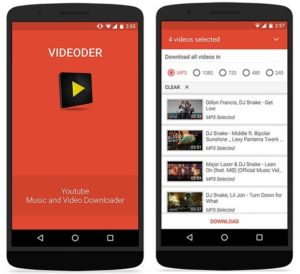 2:55
VIDEODER
Youtube
Music and Video Downloader
2:57
4 videos selected
Download all videos in
MP3
1080
720
480
240
CLEAR X
Dillon Francis, DJ Snake - Get
Low
MP3 Selected
DJ Snake - Middle ft. Bipolar
Sunshine _ Lexy Panterra Twerk
MP3 Selected
Major Lazer & DJ Snake - Lean
On (feat. MØ) (Official Music Vid
MP3 Selected
DJ Snake, Lil Jon - Turn Down for
What
MP3 Selected
DOWNLOAD